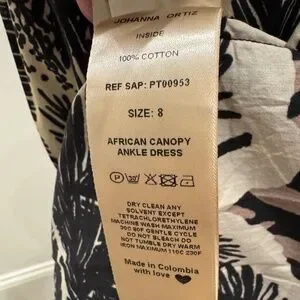 JOHANNA ORTIZ
INSIDE
100% COTTON
REF SAP: PT00953
SIZE: 8
AFRICAN CANOPY
ANKLE DRESS
DRY CLEAN ANY
SOLVENT EXCEPT
TETRACHLORETHYLENE
MACHINE WASH MAXIMUM
30C 80F GENTLE CYCLE
DO NOT BLEACH DO
NOT TUMBLE DRY WARM
IRON MAXIMUM 110C 230F
Made in Colombia
with love